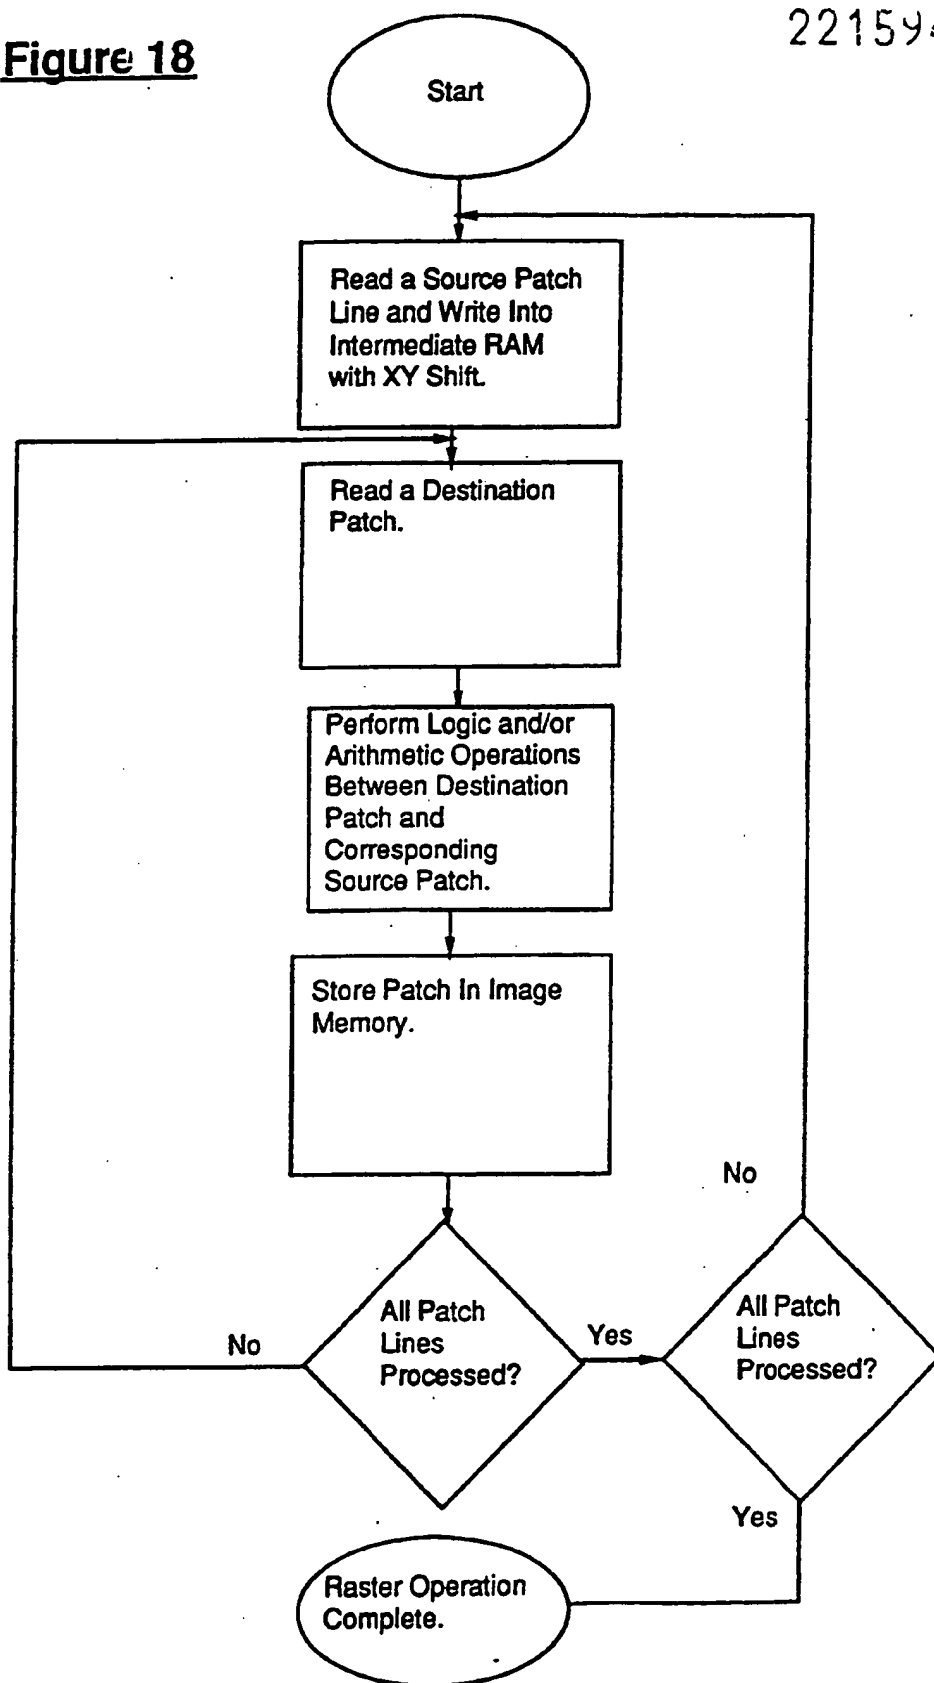 Figure 18
Start
Read a Source Patch
Line and Write Into
Intermediate RAM
with XY Shift.
Read a Destination
Patch.
Perform Logic and/or
Arithmetic Operations
Between Destination
Patch and
Corresponding
Source Patch.
Store Patch In Image
Memory.
No
All Patch
Lines
Processed?
No
Yes
All Patch
Lines
Processed?
Yes
Raster Operation
Complete.